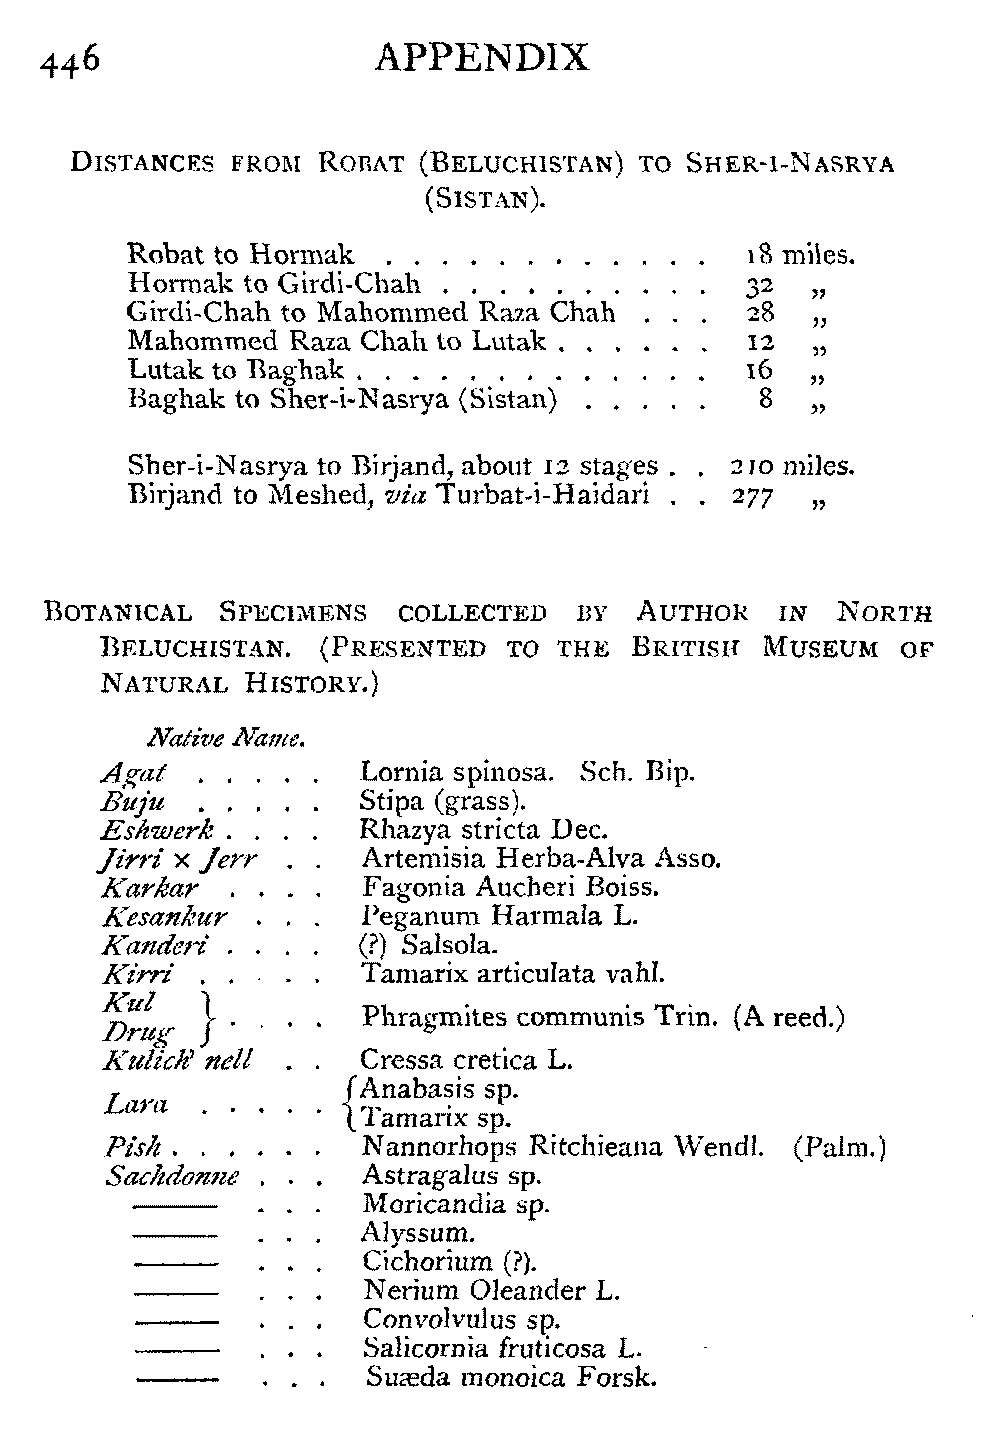 446 APPENDIX
DISTANCES FROM ROBAT (BELUCHISTAN) TO SHER-I-NASRYA
(SISTAN).
Robat to Hormak . . . . . . . . . . . . 18 miles.
Hormak to Girdi-Chah . . . . . . . . . . 32 „
Girdi-Chah to Mahommed Raza Chah . . . 28 „
Mahommed Raza Chah to Lutak . . . . . . 12 „
Lutak to Baghak . . . . . . . . . . . . . 16 „
Baghak to Sher-i-Nasrya (Sistan) . . . . . 8 „
Sher-i-Nasrya to Birjand, about 12 stages . . 210 miles.
Birjand to Meshed, via Turbat-i-Haidari . . 277 „
BOTANICAL SPECIMENS COLLECTED BY AUTHOR IN NORTH
BELUCHISTAN. (PRESENTED TO THE BRITISH MUSEUM OF
NATURAL HISTORY.)
Native Name.
Agat . . . . . Lornia spinosa. Sch. Bip.
Buju . . . . . Stipa (grass).
Eshwerk . . . . Rhazya stricta Dec.
Jirri × Jerr . . Artemisia Herba-Alva Asso.
Karkar . . . . Fagonia Aucheri Boiss.
Kesankur . . . Peganum Harmala L.
Kanderi . . . . (?) Salsola.
Kirri . . . . . Tamarix articulata vahl.
Kul
Drug } . . . . Phragmites communis Trin. (A reed.)
Kulich' nell . . Cressa cretica L.
Lara . . . . . { Anabasis sp.
Tamarix sp.
Pish . . . . . . Nannorhops Ritchieana Wendl. (Palm.)
Sachdonne . . . Astragalus sp.
—— . . . Moricandia sp.
—— . . . Alyssum.
—— . . . Cichorium (?).
—— . . . Nerium Oleander L.
—— . . . Convolvulus sp.
—— . . . Salicornia fruticosa L.
—— . . . Suæda monoica Forsk.